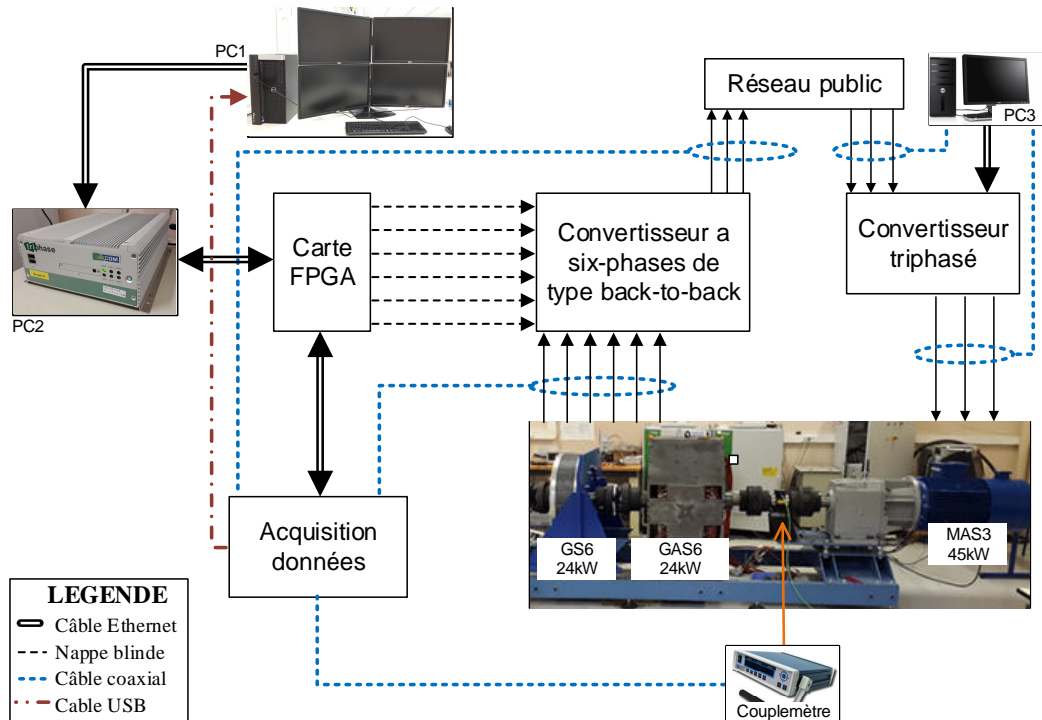 PC1
Réseau public
PC3
Carte
FPGA
Convertisseur a
six-phases de
type back-to-back
Convertisseur
triphasé
triphase
PC2
Acquisition
données
GS6
24kW
GAS6
24kW
MAS3
45kW
LEGENDE
Câble Ethernet
Nappe blinde
Câble coaxial
Cable USB
Couplemètre